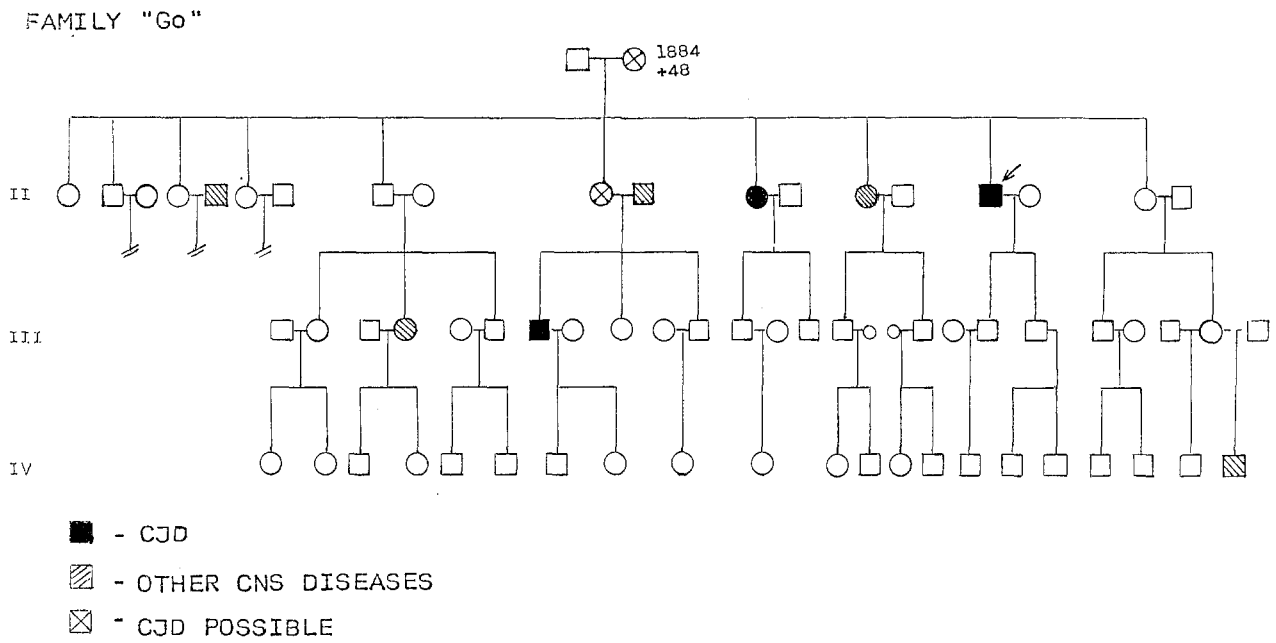 FAMILY "Go"
1884
+48
II
III
IV
- CJD
- OTHER CNS DISEASES
- CJD POSSIBLE